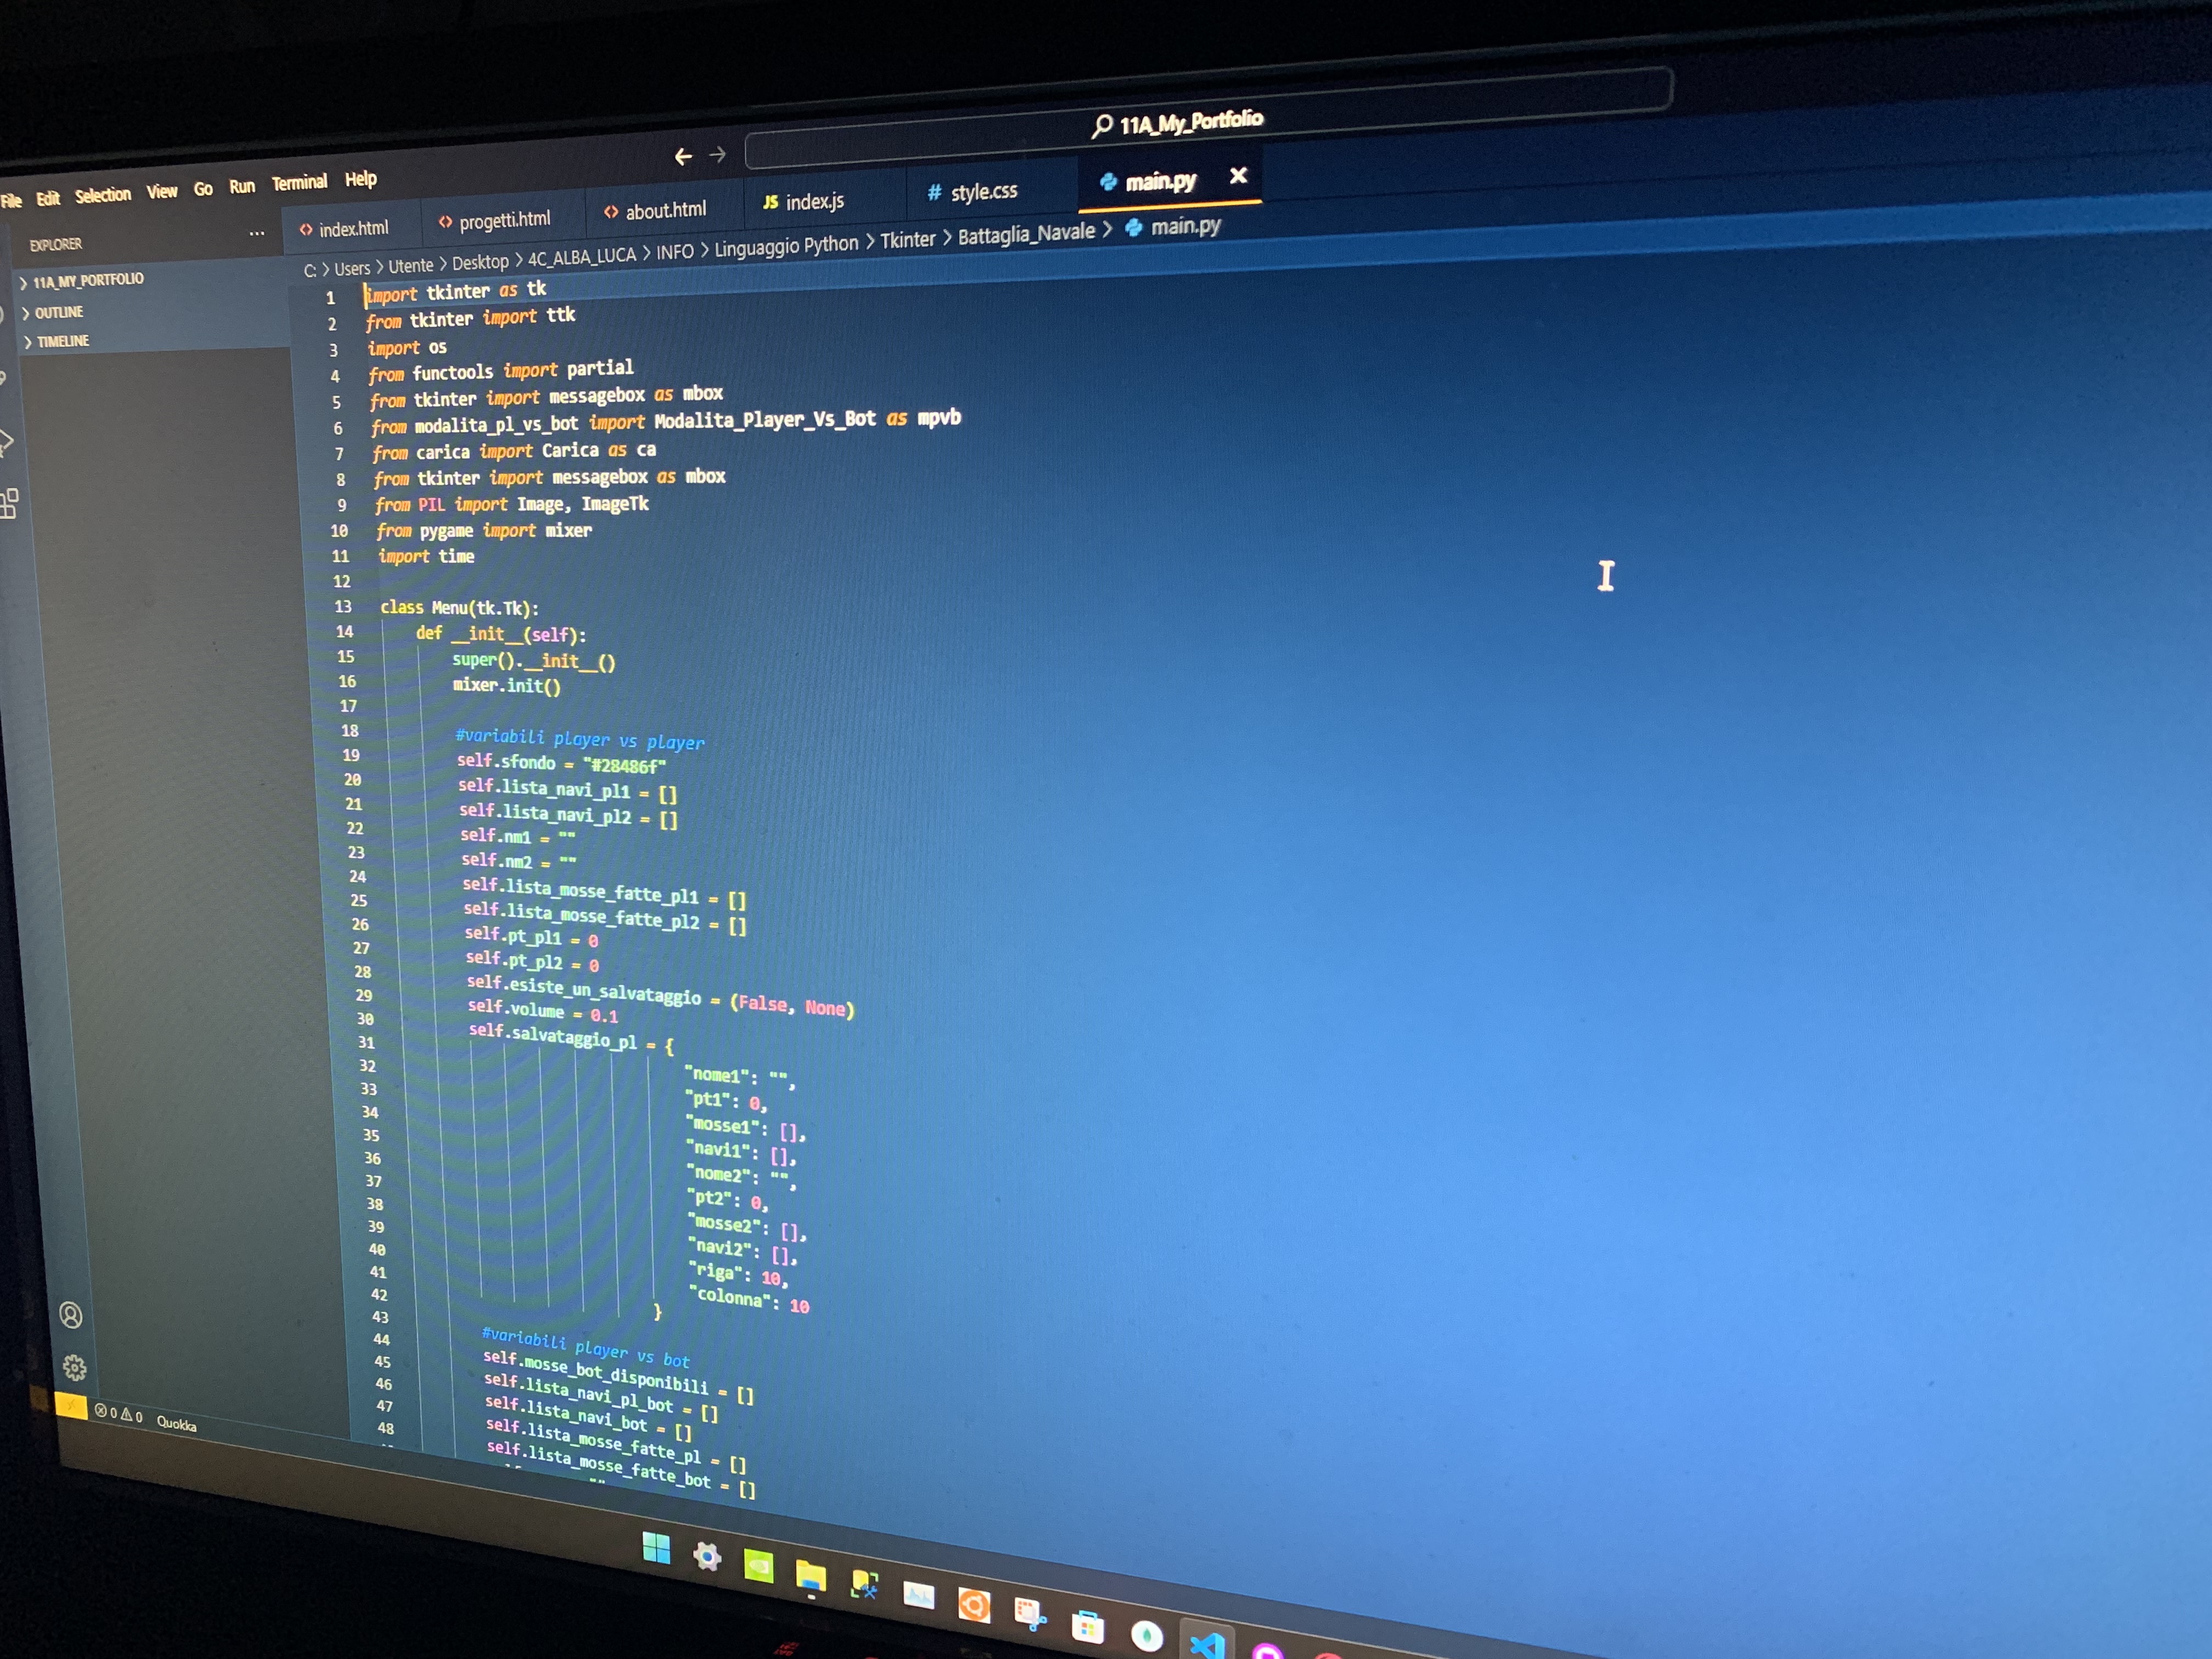 11A_My_Portfolio
File Edit Selection View Go Run Terminal Help
index.html
progetti.html
about.html
JS index.js
# style.css
main.py
EXPLORER
...
11A_MY_PORTFOLIO
OUTLINE
TIMELINE
C: > Users > Utente > Desktop > 4C_ALBA_LUCA > INFO > Linguaggio Python > Tkinter > Battaglia_Navale > main.py
1 import tkinter as tk
2 from tkinter import ttk
3 import os
4 from functools import partial
5 from tkinter import messagebox as mbox
6 from modalita_pl_vs_bot import Modalita_Player_Vs_Bot as mpvb
7 from carica import Carica as ca
8 from tkinter import messagebox as mbox
9 from PIL import Image, ImageTk
10 from pygame import mixer
11 import time
12
13 class Menu(tk.Tk):
14 def __init__(self):
15 super().__init__()
16 mixer.init()
17
18 #variabili player vs player
19 self.sfondo = "#28486f"
20 self.lista_navi_pl1 = []
21 self.lista_navi_pl2 = []
22 self.nm1 = ""
23 self.nm2 = ""
24 self.lista_mosse_fatte_pl1 = []
25 self.lista_mosse_fatte_pl2 = []
26 self.pt_pl1 = 0
27 self.pt_pl2 = 0
28 self.esiste_un_salvataggio = (False, None)
29 self.volume = 0.1
30 self.salvataggio_pl = {
31 "nome1": "",
32 "pt1": 0,
33 "mosse1": [],
34 "navi1": [],
35 "nome2": "",
36 "pt2": 0,
37 "mosse2": [],
38 "navi2": [],
39 "riga": 10,
40 "colonna": 10
41 }
42
43 #variabili player vs bot
44 self.mosse_bot_disponibili = []
45 self.lista_navi_pl_bot = []
46 self.lista_navi_bot = []
47 self.lista_mosse_fatte_pl = []
48 self.lista_mosse_fatte_bot = []
0 0 Quokka